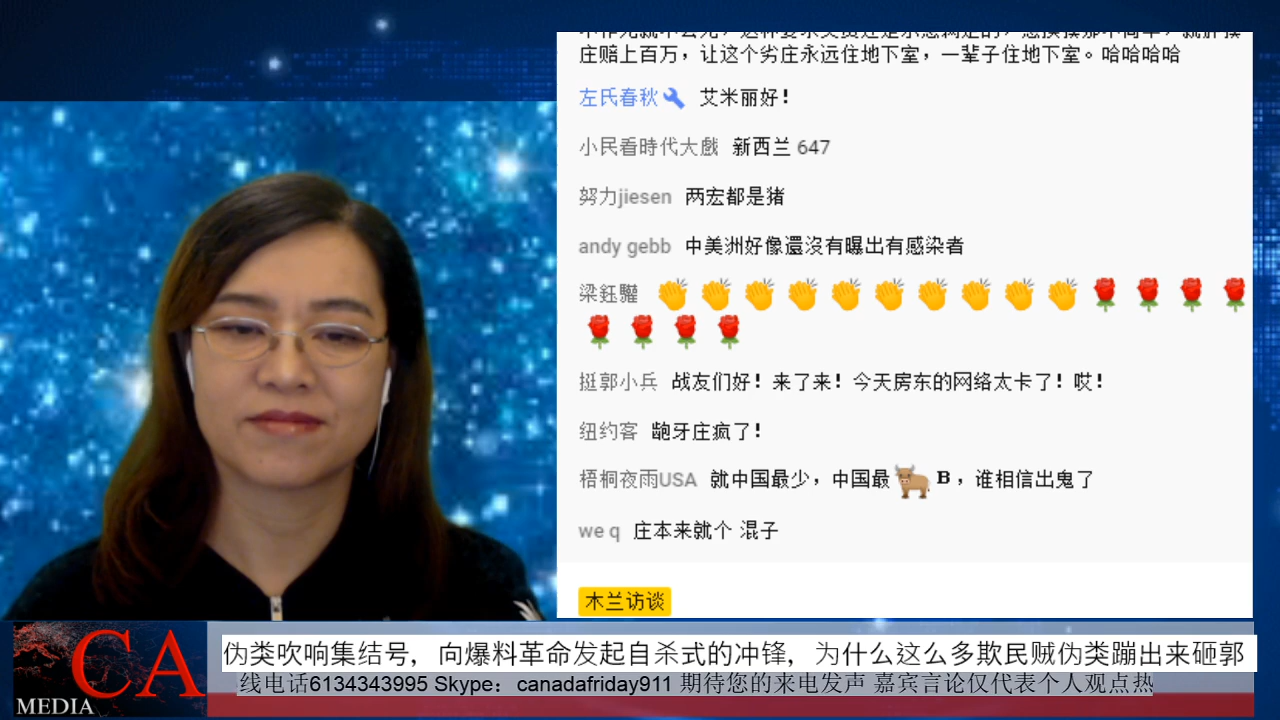 庄赔上百万，让这个劣庄永远住地下室，一辈子住地下室。哈哈哈哈
左氏春秋 艾米丽好！
小民看時代大戲 新西兰 647
努力jiesen 两宏都是猪
andy gebb 中美洲好像還沒有曝出有感染者
梁鈺驩 👏👏👏👏👏👏👏👏👏👏🌹🌹🌹🌹
🌹🌹🌹🌹
挺郭小兵 战友们好！来了来！今天房东的网络太卡了！哎！
纽约客 龅牙庄疯了！
梧桐夜雨USA 就中国最少，中国最🐂B，谁相信出鬼了
we q 庄本来就个 混子
木兰访谈
伪类吹响集结号，向爆料革命发起自杀式的冲锋，为什么这么多欺民贼伪类蹦出来砸郭
线电话6134343995 Skype：canadafriday911 期待您的来电发声 嘉宾言论仅代表个人观点热
CA
MEDIA